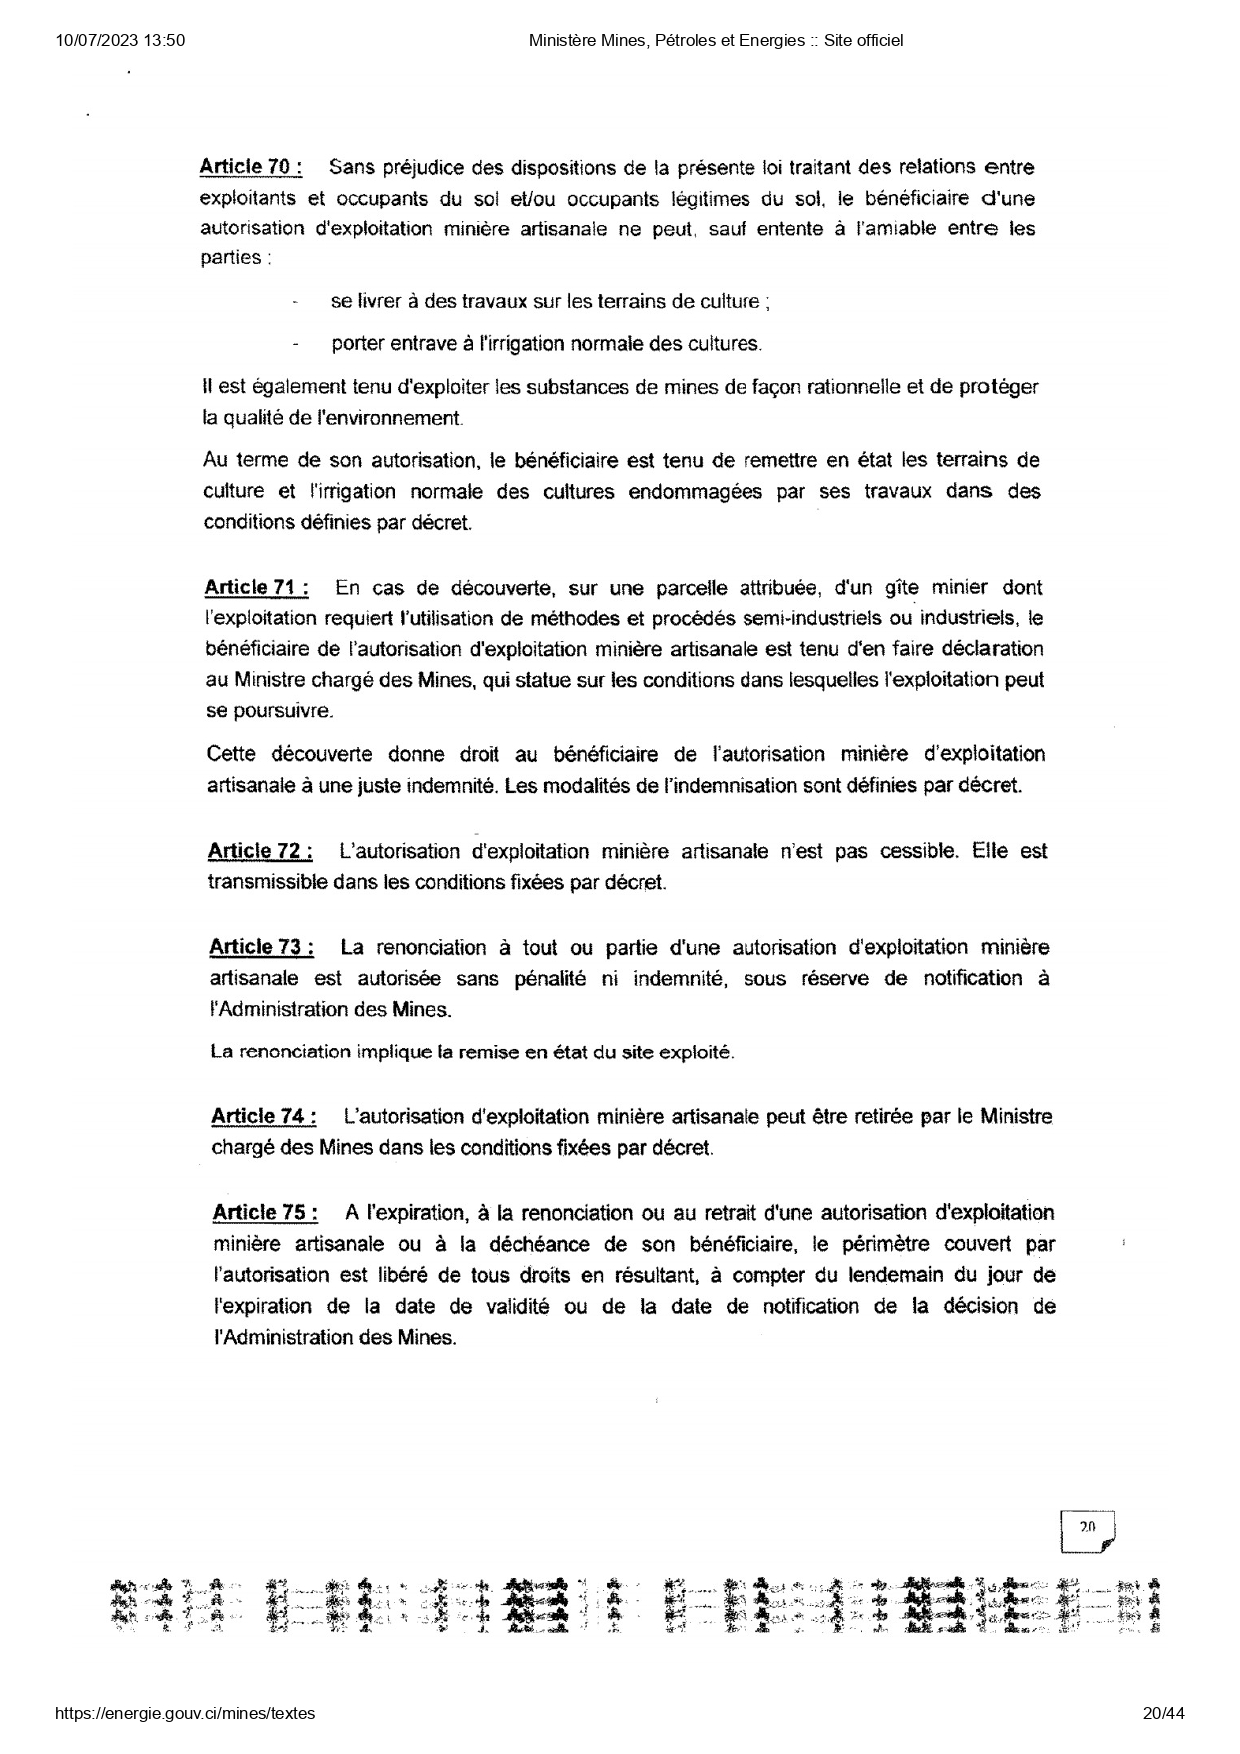 10/07/2023 13:50
Ministère Mines, Pétroles et Energies :: Site officiel
Article 70 : Sans préjudice des dispositions de la présente loi traitant des relations entre
exploitants et occupants du sol et/ou occupants légitimes du sol, le bénéficiaire d'une
autorisation d'exploitation minière artisanale ne peut, sauf entente à l'amiable entre les
parties :
- se livrer à des travaux sur les terrains de culture ;
- porter entrave à l'irrigation normale des cultures.
Il est également tenu d'exploiter les substances de mines de façon rationnelle et de protéger
la qualité de l'environnement.
Au terme de son autorisation, le bénéficiaire est tenu de remettre en état les terrains de
culture et l'irrigation normale des cultures endommagées par ses travaux dans des
conditions définies par décret.
Article 71 : En cas de découverte, sur une parcelle attribuée, d'un gîte minier dont
l'exploitation requiert l'utilisation de méthodes et procédés semi-industriels ou industriels, le
bénéficiaire de l'autorisation d'exploitation minière artisanale est tenu d'en faire déclaration
au Ministre chargé des Mines, qui statue sur les conditions dans lesquelles l'exploitation peut
se poursuivre.
Cette découverte donne droit au bénéficiaire de l'autorisation minière d'exploitation
artisanale à une juste indemnité. Les modalités de l'indemnisation sont définies par décret.
Article 72 : L'autorisation d'exploitation minière artisanale n'est pas cessible. Elle est
transmissible dans les conditions fixées par décret.
Article 73 : La renonciation à tout ou partie d'une autorisation d'exploitation minière
artisanale est autorisée sans pénalité ni indemnité, sous réserve de notification à
l'Administration des Mines.
La renonciation implique la remise en état du site exploité.
Article 74 : L'autorisation d'exploitation minière artisanale peut être retirée par le Ministre
chargé des Mines dans les conditions fixées par décret.
Article 75 : A l'expiration, à la renonciation ou au retrait d'une autorisation d'exploitation
minière artisanale ou à la déchéance de son bénéficiaire, le périmètre couvert par
l'autorisation est libéré de tous droits en résultant, à compter du lendemain du jour de
l'expiration de la date de validité ou de la date de notification de la décision de
l'Administration des Mines.
20
https://energie.gouv.ci/mines/textes
20/44